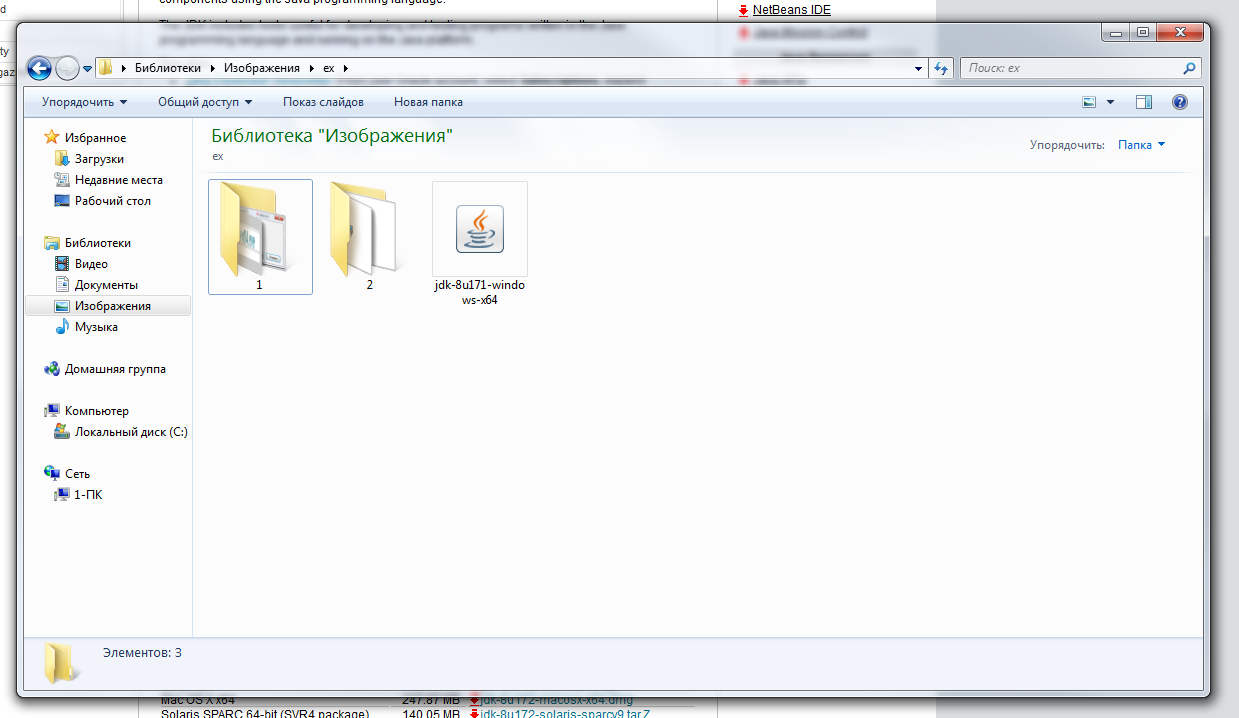 components using the Java programming language.
NetBeans IDE
Библиотеки
Изображения
ex
Поиск: ex
Упорядочить
Общий доступ
Показ слайдов
Новая папка
Избранное
Загрузки
Недавние места
Рабочий стол
Библиотеки
Видео
Документы
Изображения
Музыка
Домашняя группа
Компьютер
Локальный диск (C:)
Сеть
1-ПК
Библиотека "Изображения"
ex
Упорядочить:
Папка
1
2
jdk-8u171-windo
ws-x64
Элементов: 3
Mac OS X x64
247.87 MB
jdk-8u172-macosx-x64.dmg
Solaris SPARC 64-bit (SVR4 package)
140.05 MB
jdk-8u172-solaris-sparcv9.tar.Z